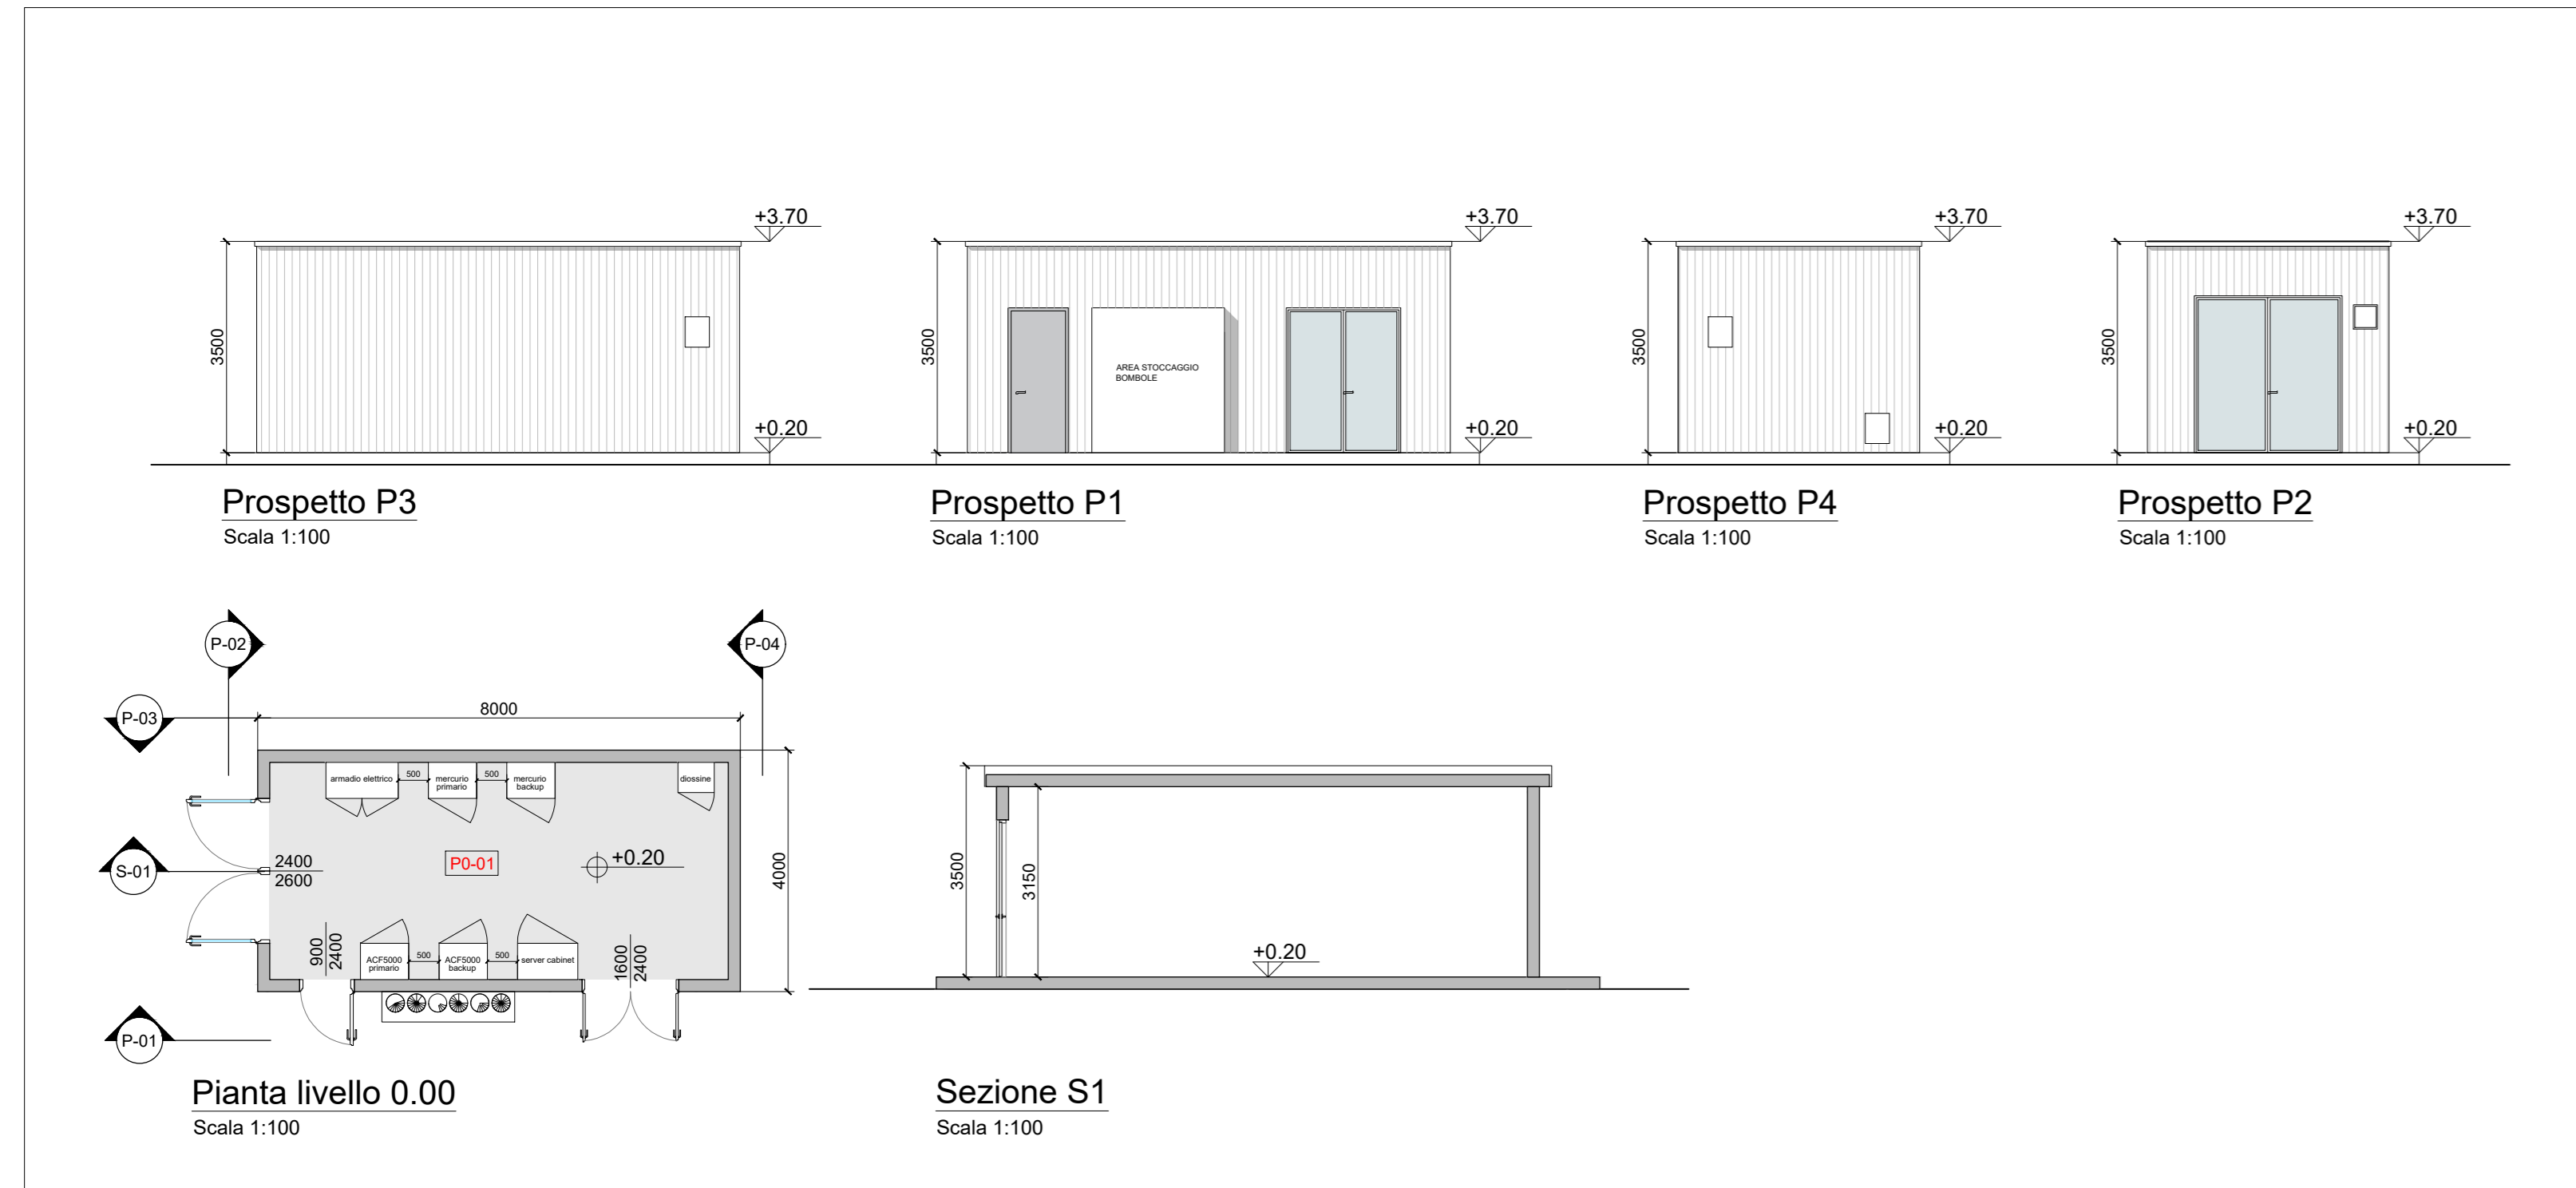 +3.70
3500
+0.20
Prospetto P3
Scala 1:100
+3.70
3500
AREA STOCCAGGIO
BOMBOLE
+0.20
Prospetto P1
Scala 1:100
+3.70
3500
+0.20
Prospetto P4
Scala 1:100
+3.70
3500
+0.20
Prospetto P2
Scala 1:100
P-02
P-04
P-03
8000
armadio elettrico
500
mercurio
primario
500
mercurio
backup
diossine
S-01
2400
2600
P0-01
+0.20
4000
900
2400
ACF5000
primario
500
ACF5000
backup
500
server cabinet
1600
2400
P-01
Pianta livello 0.00
Scala 1:100
3500
3150
+0.20
Sezione S1
Scala 1:100